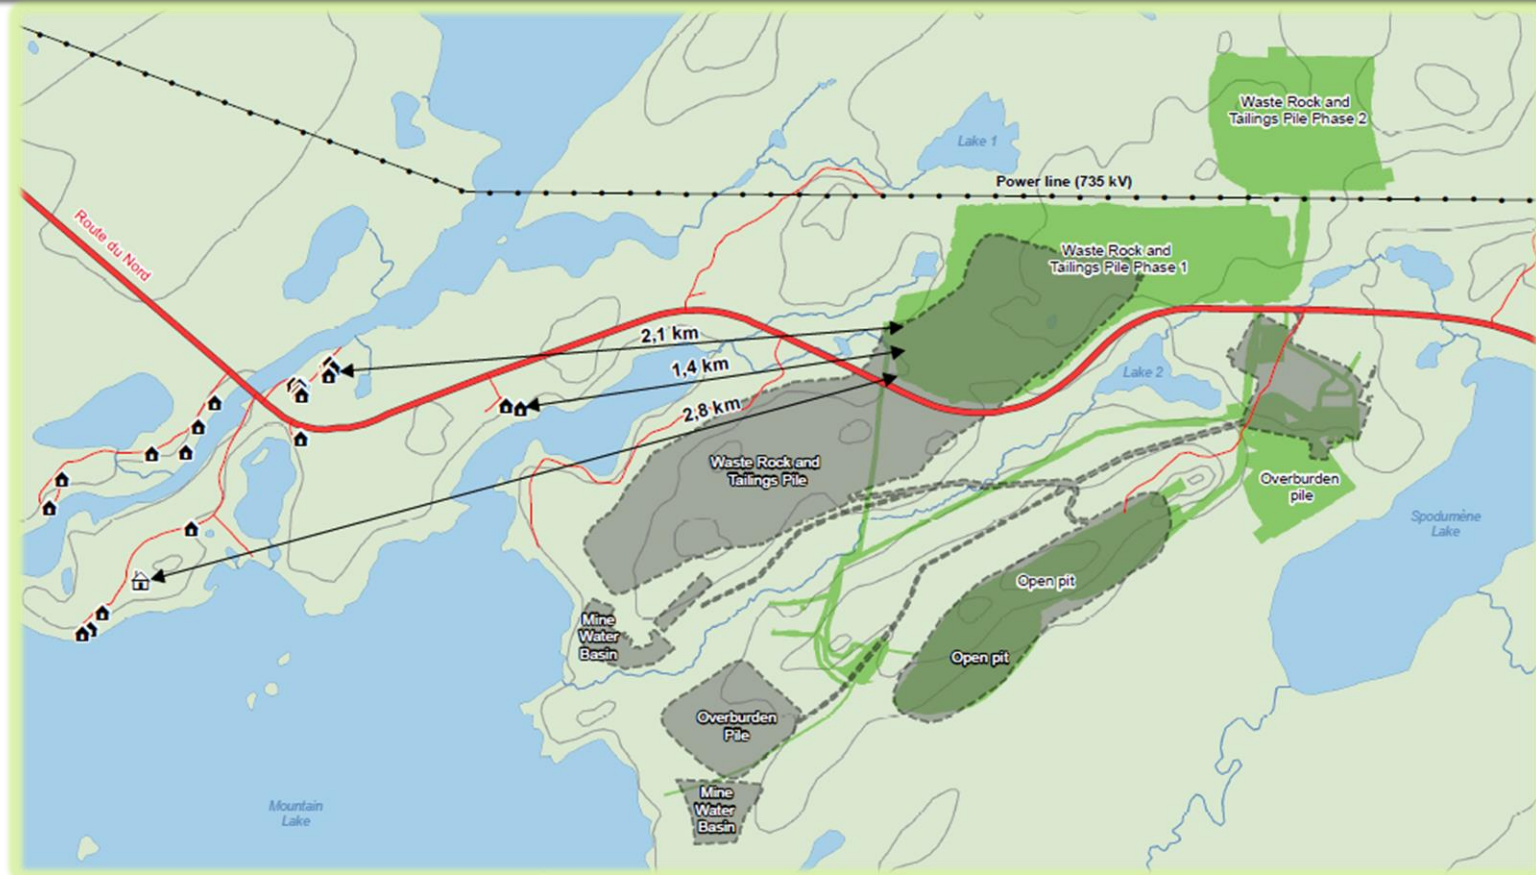 Waste Rock and
Tailings Pile Phase 2
Lake 1
Power line (735 kV)
Route du Nord
Waste Rock and
Tailings Pile Phase 1
2,1 km
1,4 km
2,8 km
Lake 2
Waste Rock and
Tailings Pile
Overburden
pile
Spodumène
Lake
Open pit
Mine
Water
Basin
Open pit
Overburden
Pile
Mountain
Lake
Mine
Water
Basin